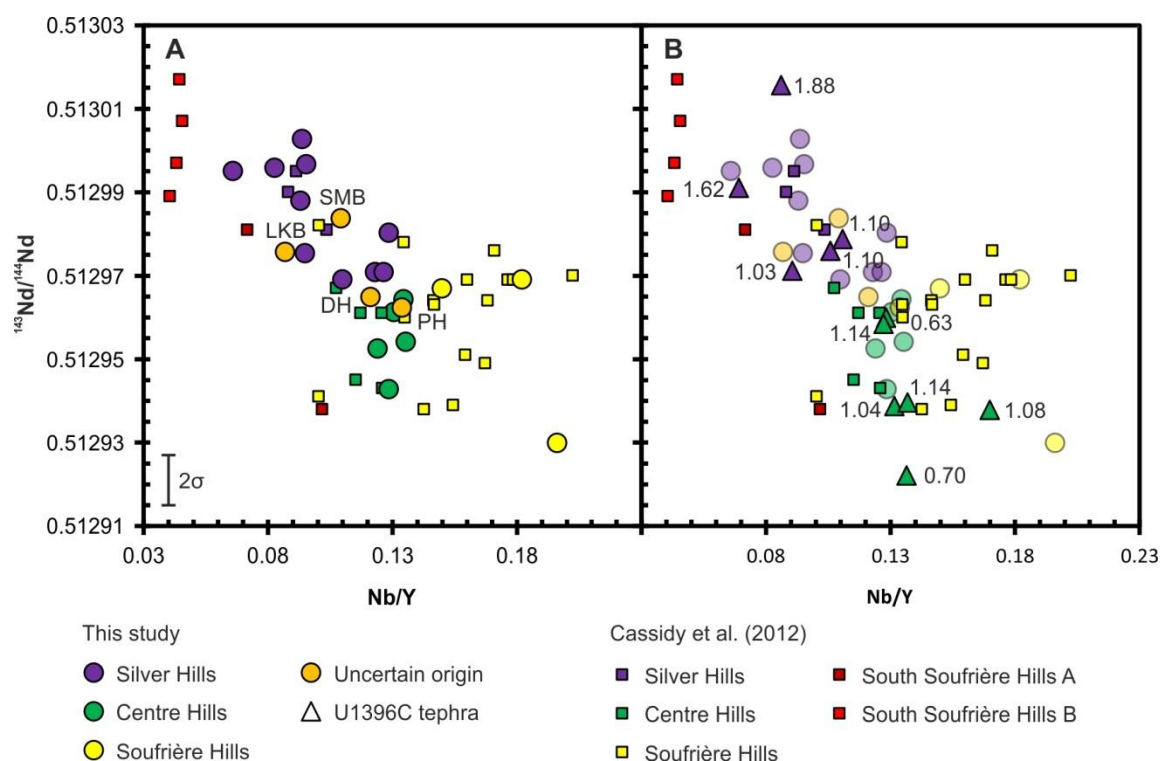 0.51303
0.51301
0.51299
0.51297
0.51295
0.51293
0.51291
¹⁴³Nd/¹⁴⁴Nd
A
SMB
LKB
DH
PH
2σ
0.03
0.08
0.13
0.18
Nb/Y
B
1.88
1.62
1.10
1.10
1.03
0.63
1.14
1.14
1.04
1.08
0.70
0.08
0.13
0.18
0.23
Nb/Y
This study
Silver Hills
Centre Hills
Soufrière Hills
Uncertain origin
U1396C tephra
Cassidy et al. (2012)
Silver Hills
Centre Hills
Soufrière Hills
South Soufrière Hills A
South Soufrière Hills B